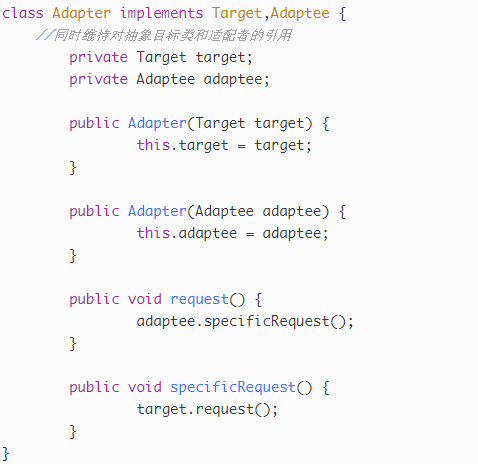 class Adapter implements Target,Adaptee {
    //同时维持对抽象目标类和适配者的引用
        private Target target;
        private Adaptee adaptee;

        public Adapter(Target target) {
                this.target = target;
        }

        public Adapter(Adaptee adaptee) {
                this.adaptee = adaptee;
        }

        public void request() {
                adaptee.specificRequest();
        }

        public void specificRequest() {
                target.request();
        }
}